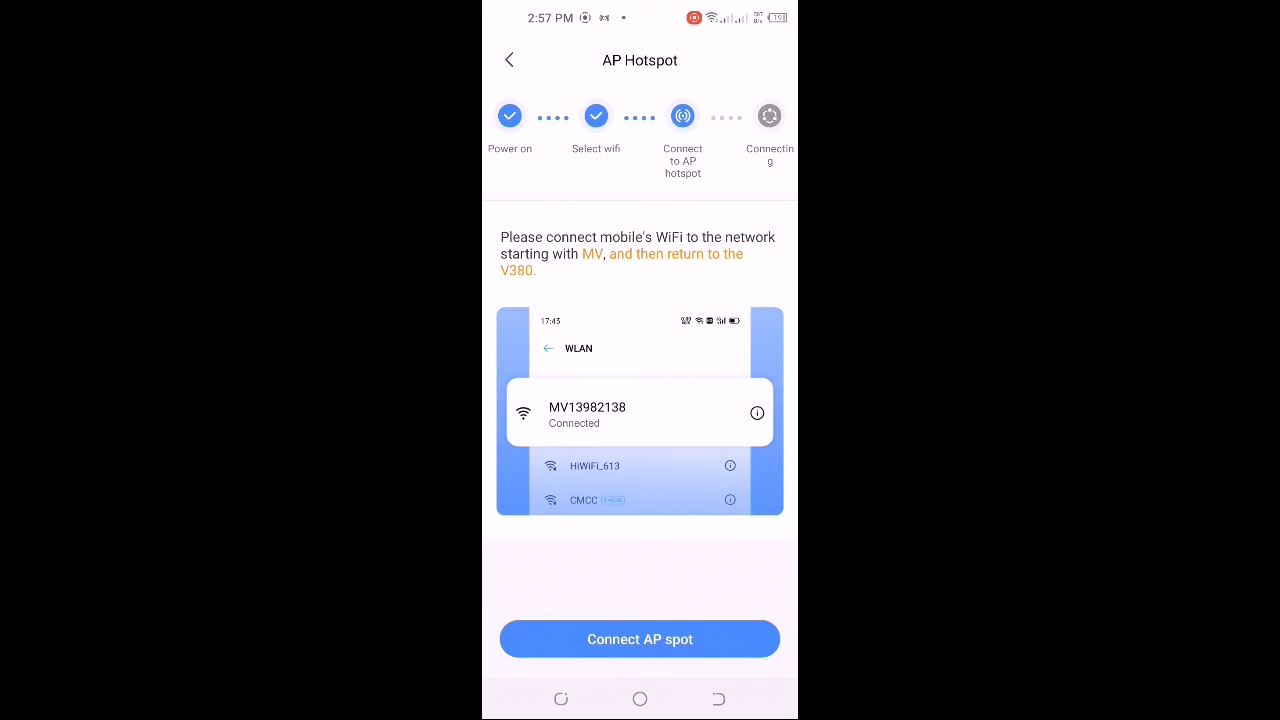 2:57 PM
19
AP Hotspot
Power on
Select wifi
Connect
to AP
hotspot
Connectin
g
Please connect mobile's WiFi to the network
starting with MV, and then return to the
V380.
17:43
WLAN
MV13982138
Connected
HiWiFi_613
CMCC
Connect AP spot